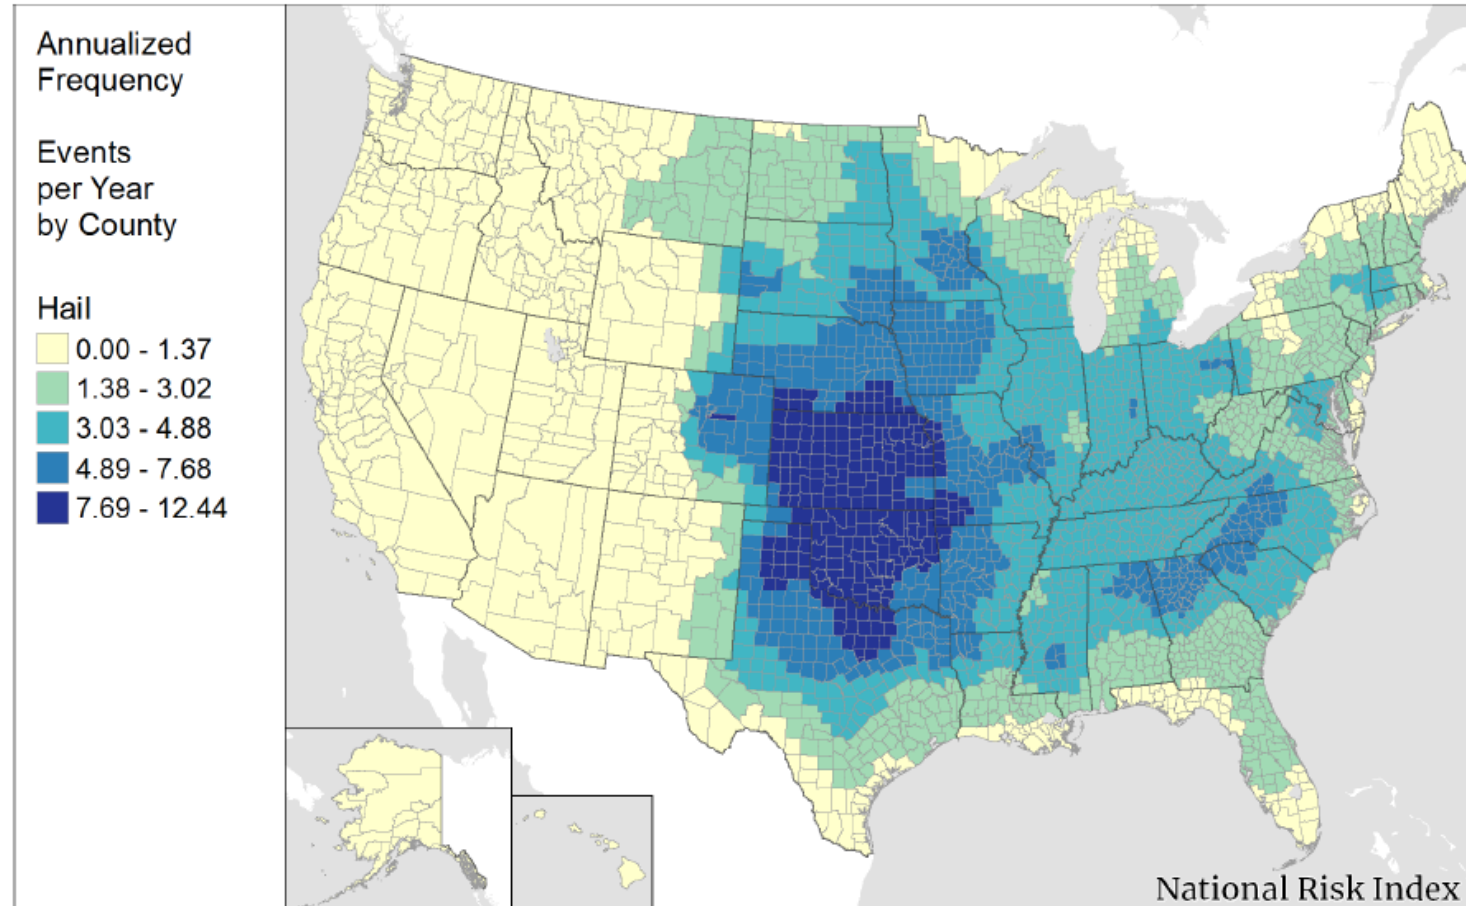 Annualized
Frequency
Events
per Year
by County
Hail
0.00 - 1.37
1.38 - 3.02
3.03 - 4.88
4.89 - 7.68
7.69 - 12.44
National Risk Index